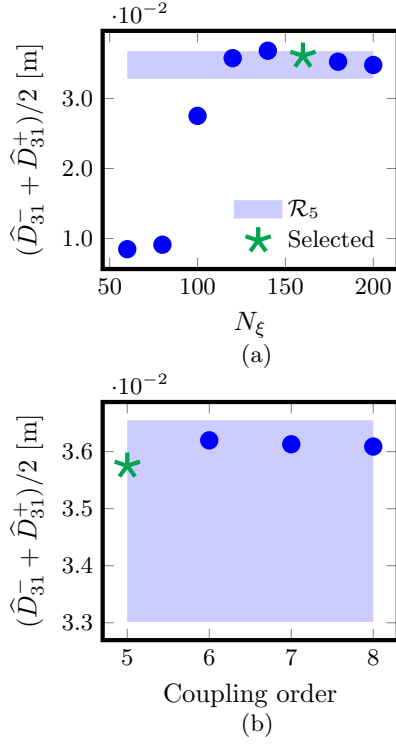 ·10⁻²
(D̂₃₁⁻ + D̂₃₁⁺)/2 [m]
3.0
2.0
1.0
R₅
Selected
50 100 150 200
N_ξ
(a)
·10⁻²
(D̂₃₁⁻ + D̂₃₁⁺)/2 [m]
3.6
3.5
3.4
3.3
5 6 7 8
Coupling order
(b)